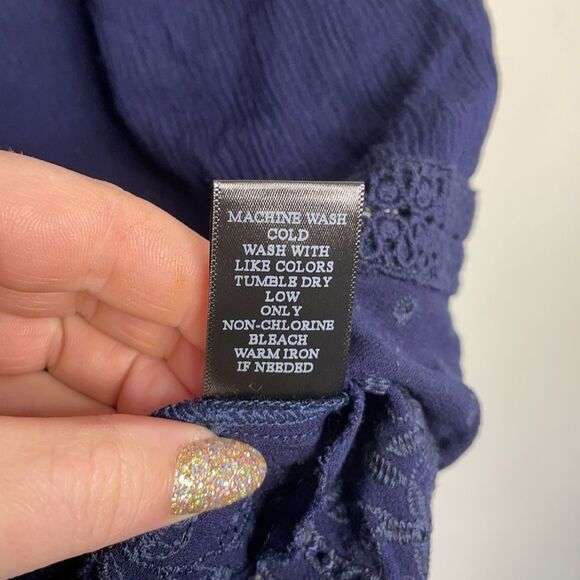 MACHINE WASH
COLD
WASH WITH
LIKE COLORS
TUMBLE DRY
LOW
ONLY
NON-CHLORINE
BLEACH
WARM IRON
IF NEEDED